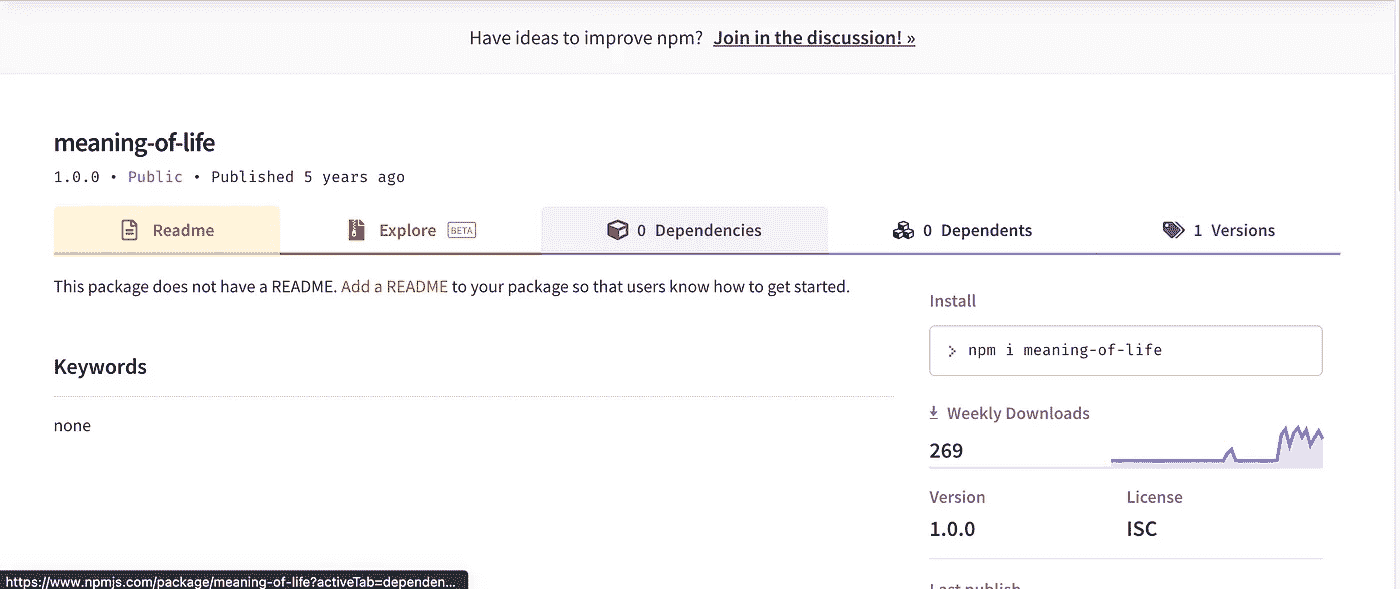 Have ideas to improve npm? Join in the discussion! »
meaning-of-life
1.0.0 • Public • Published 5 years ago
Readme
Explore BETA
0 Dependencies
0 Dependents
1 Versions
This package does not have a README. Add a README to your package so that users know how to get started.
Keywords
none
Install
> npm i meaning-of-life
Weekly Downloads
269
Version
License
1.0.0
ISC
Last publish
https://www.npmjs.com/package/meaning-of-life?activeTab=dependen...